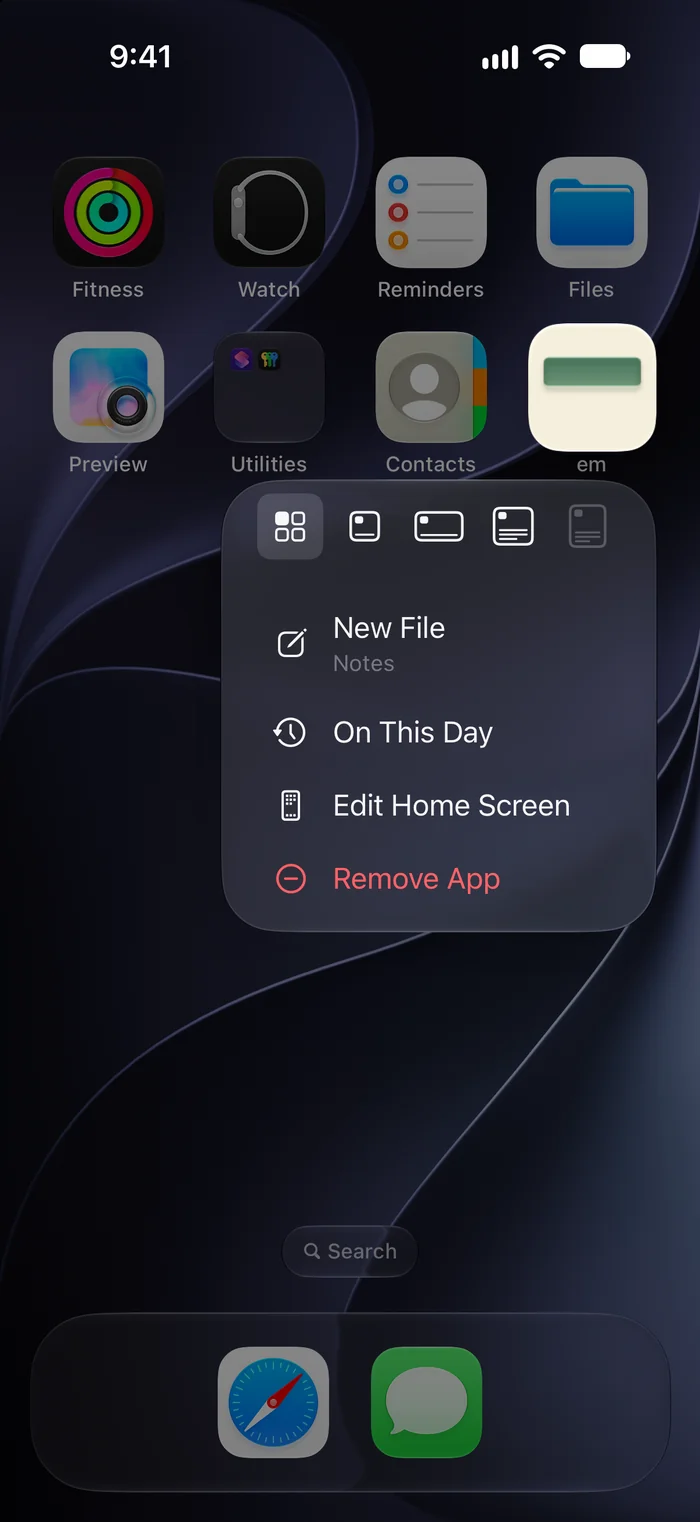 9:41
Fitness
Watch
Reminders
Files
Preview
Utilities
Contacts
em
New File
Notes
On This Day
Edit Home Screen
Remove App
Search